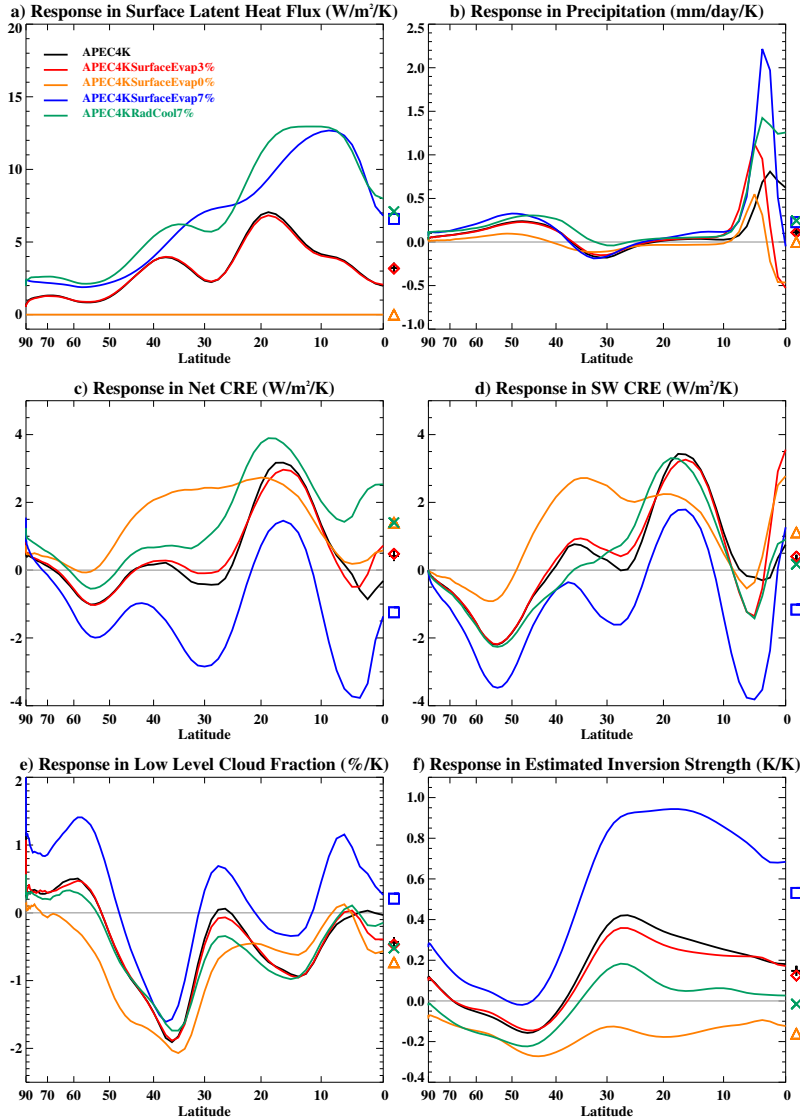 a) Response in Surface Latent Heat Flux (W/m²/K)
20
15
10
5
0
APEC4K
APEC4KSurfaceEvap3%
APEC4KSurfaceEvap0%
APEC4KSurfaceEvap7%
APEC4KRadCool7%
90 70 60 50 40 30 20 10 0
Latitude
b) Response in Precipitation (mm/day/K)
2.5
2.0
1.5
1.0
0.5
0.0
-0.5
-1.0
90 70 60 50 40 30 20 10 0
Latitude
c) Response in Net CRE (W/m²/K)
4
2
0
-2
-4
90 70 60 50 40 30 20 10 0
Latitude
d) Response in SW CRE (W/m²/K)
4
2
0
-2
-4
90 70 60 50 40 30 20 10 0
Latitude
e) Response in Low Level Cloud Fraction (%/K)
2
1
0
-1
-2
90 70 60 50 40 30 20 10 0
Latitude
f) Response in Estimated Inversion Strength (K/K)
1.0
0.8
0.6
0.4
0.2
0.0
-0.2
-0.4
90 70 60 50 40 30 20 10 0
Latitude